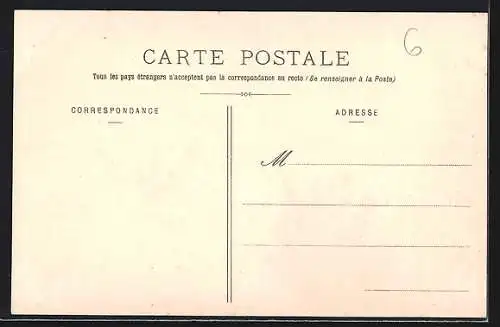 6
CARTE POSTALE
Tous les pays étrangers n'acceptent pas la correspondance au recto (Se renseigner à la Poste)
CORRESPONDANCE
ADRESSE
M